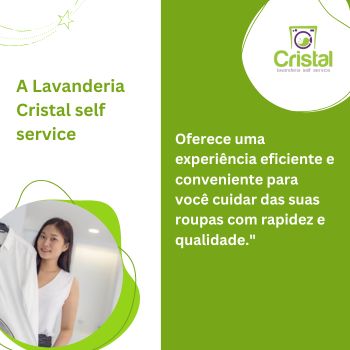 Cristal
lavanderia self service
A Lavanderia
Cristal self
service
Oferece uma
experiência eficiente e
conveniente para
você cuidar das suas
roupas com rapidez e
qualidade."